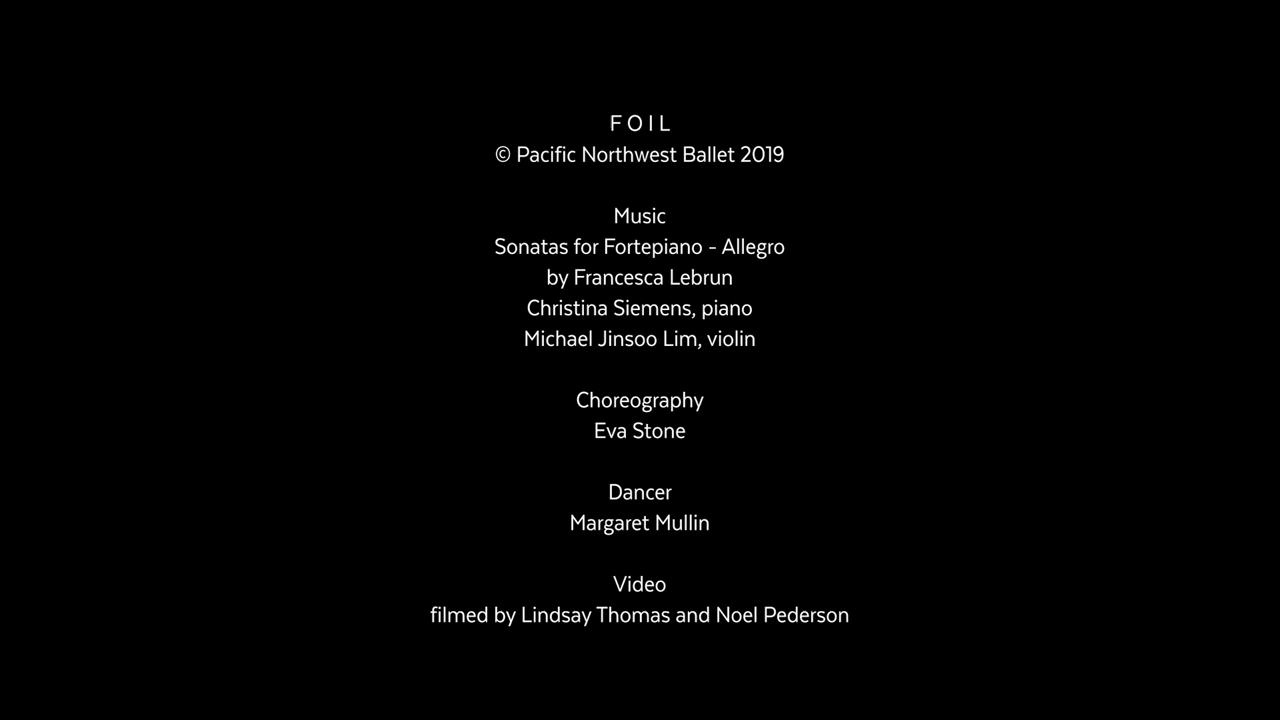 F O I L
© Pacific Northwest Ballet 2019
Music
Sonatas for Fortepiano - Allegro
by Francesca Lebrun
Christina Siemens, piano
Michael Jinsoo Lim, violin
Choreography
Eva Stone
Dancer
Margaret Mullin
Video
filmed by Lindsay Thomas and Noel Pederson